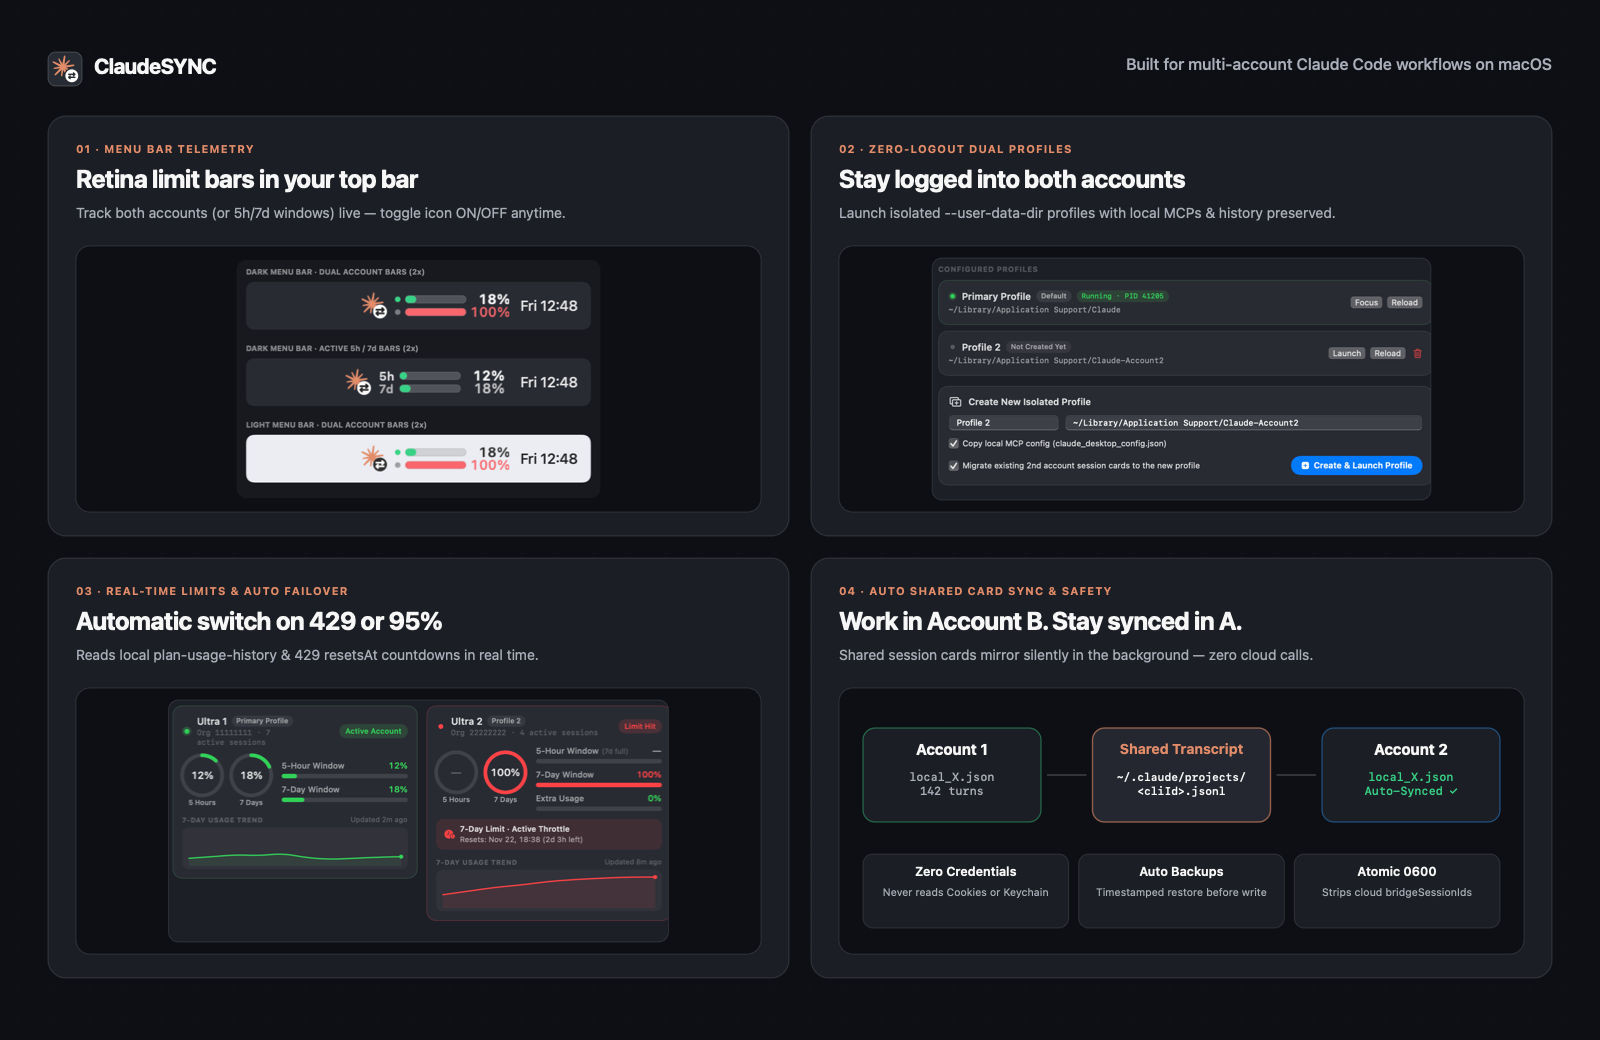 ClaudeSYNC
Built for multi-account Claude Code workflows on macOS
01 · MENU BAR TELEMETRY
Retina limit bars in your top bar
Track both accounts (or 5h/7d windows) live — toggle icon ON/OFF anytime.
DARK MENU BAR · DUAL ACCOUNT BARS (2x)
18%
100%
Fri 12:48
DARK MENU BAR · ACTIVE 5h / 7d BARS (2x)
5h 12%
7d 18%
Fri 12:48
LIGHT MENU BAR · DUAL ACCOUNT BARS (2x)
18%
100%
Fri 12:48
02 · ZERO-LOGOUT DUAL PROFILES
Stay logged into both accounts
Launch isolated --user-data-dir profiles with local MCPs & history preserved.
CONFIGURED PROFILES
Primary Profile Default Running · PID 41205
~/Library/Application Support/Claude
Focus Reload
Profile 2 Not Created Yet
~/Library/Application Support/Claude-Account2
Launch Reload
Create New Isolated Profile
Profile 2 ~/Library/Application Support/Claude-Account2
Copy local MCP config (claude_desktop_config.json)
Migrate existing 2nd account session cards to the new profile
Create & Launch Profile
03 · REAL-TIME LIMITS & AUTO FAILOVER
Automatic switch on 429 or 95%
Reads local plan-usage-history & 429 resetsAt countdowns in real time.
Ultra 1 Primary Profile
Org 11111111 · 7
active sessions
Active Account
12%
5 Hours
18%
7 Days
5-Hour Window 12%
7-Day Window 18%
7-DAY USAGE TREND Updated 2m ago
Ultra 2 Profile 2
Org 22222222 · 4 active sessions
Limit Hit
—
5 Hours
100%
7 Days
5-Hour Window (7d full) —
7-Day Window 100%
Extra Usage 0%
7-Day Limit · Active Throttle
Resets: Nov 22, 18:38 (2d 3h left)
7-DAY USAGE TREND Updated 8m ago
04 · AUTO SHARED CARD SYNC & SAFETY
Work in Account B. Stay synced in A.
Shared session cards mirror silently in the background — zero cloud calls.
Account 1
local_X.json
142 turns
Shared Transcript
~/.claude/projects/
<cliId>.jsonl
Account 2
local_X.json
Auto-Synced ✓
Zero Credentials
Never reads Cookies or Keychain
Auto Backups
Timestamped restore before write
Atomic 0600
Strips cloud bridgeSessionIds